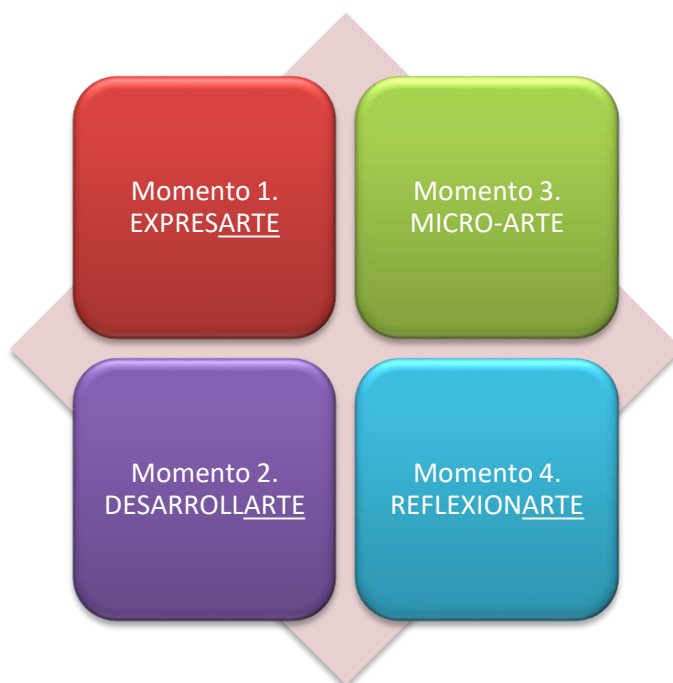 Momento 1.
EXPRESARTE
Momento 3.
MICRO-ARTE
Momento 2.
DESARROLLARTE
Momento 4.
REFLEXIONARTE